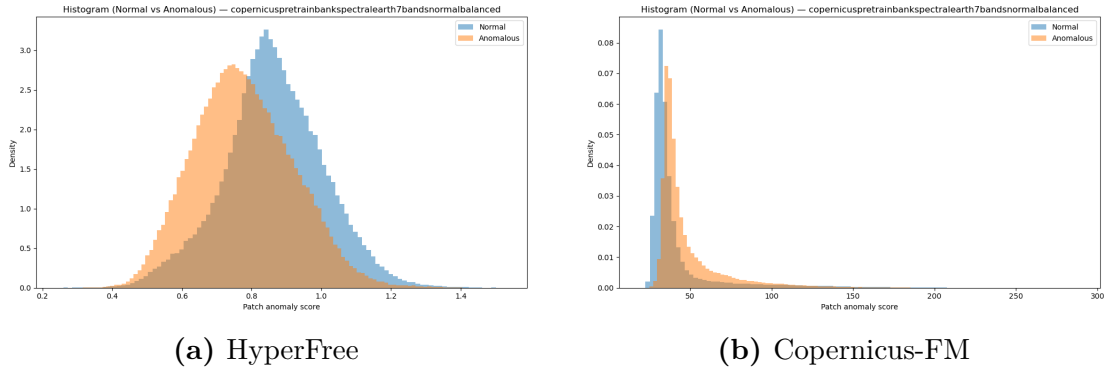 Histogram (Normal vs Anomalous) — copernicuspretrainbankspectralearth7bandsnormalbalanced
Normal
Anomalous
Density
3.0
2.5
2.0
1.5
1.0
0.5
0.0
0.2 0.4 0.6 0.8 1.0 1.2 1.4
Patch anomaly score
(a) HyperFree
Histogram (Normal vs Anomalous) — copernicuspretrainbankspectralearth7bandsnormalbalanced
Normal
Anomalous
Density
0.08
0.07
0.06
0.05
0.04
0.03
0.02
0.01
0.00
50 100 150 200 250 300
Patch anomaly score
(b) Copernicus-FM